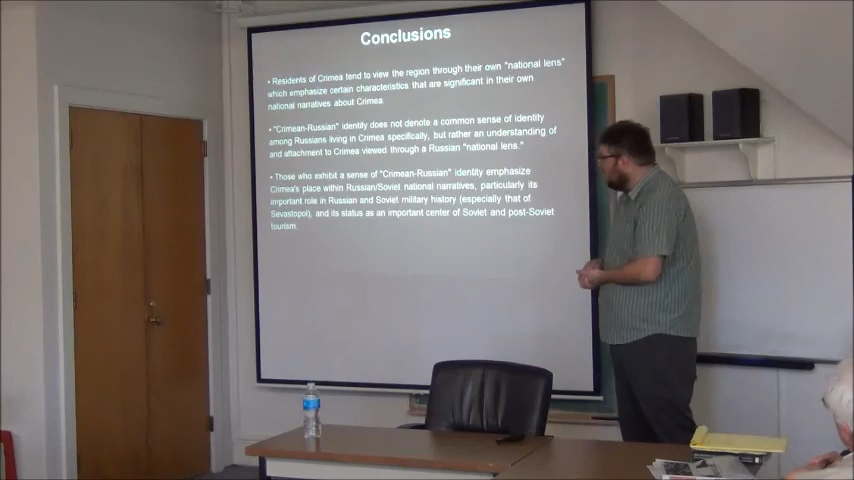 Conclusions
• Residents of Crimea tend to view the region through their own "national lens"
which emphasize certain characteristics that are significant in their own
national narratives about Crimea.
• "Crimean-Russian" identity does not denote a common sense of identity
among Russians living in Crimea specifically, but rather an understanding of
and attachment to Crimea viewed through a Russian "national lens."
• Those who exhibit a sense of "Crimean-Russian" identity emphasize
Crimea's place within Russian/Soviet national narratives, particularly its
important role in Russian and Soviet military history (especially that of
Sevastopol), and its status as an important center of Soviet and post-Soviet
tourism.